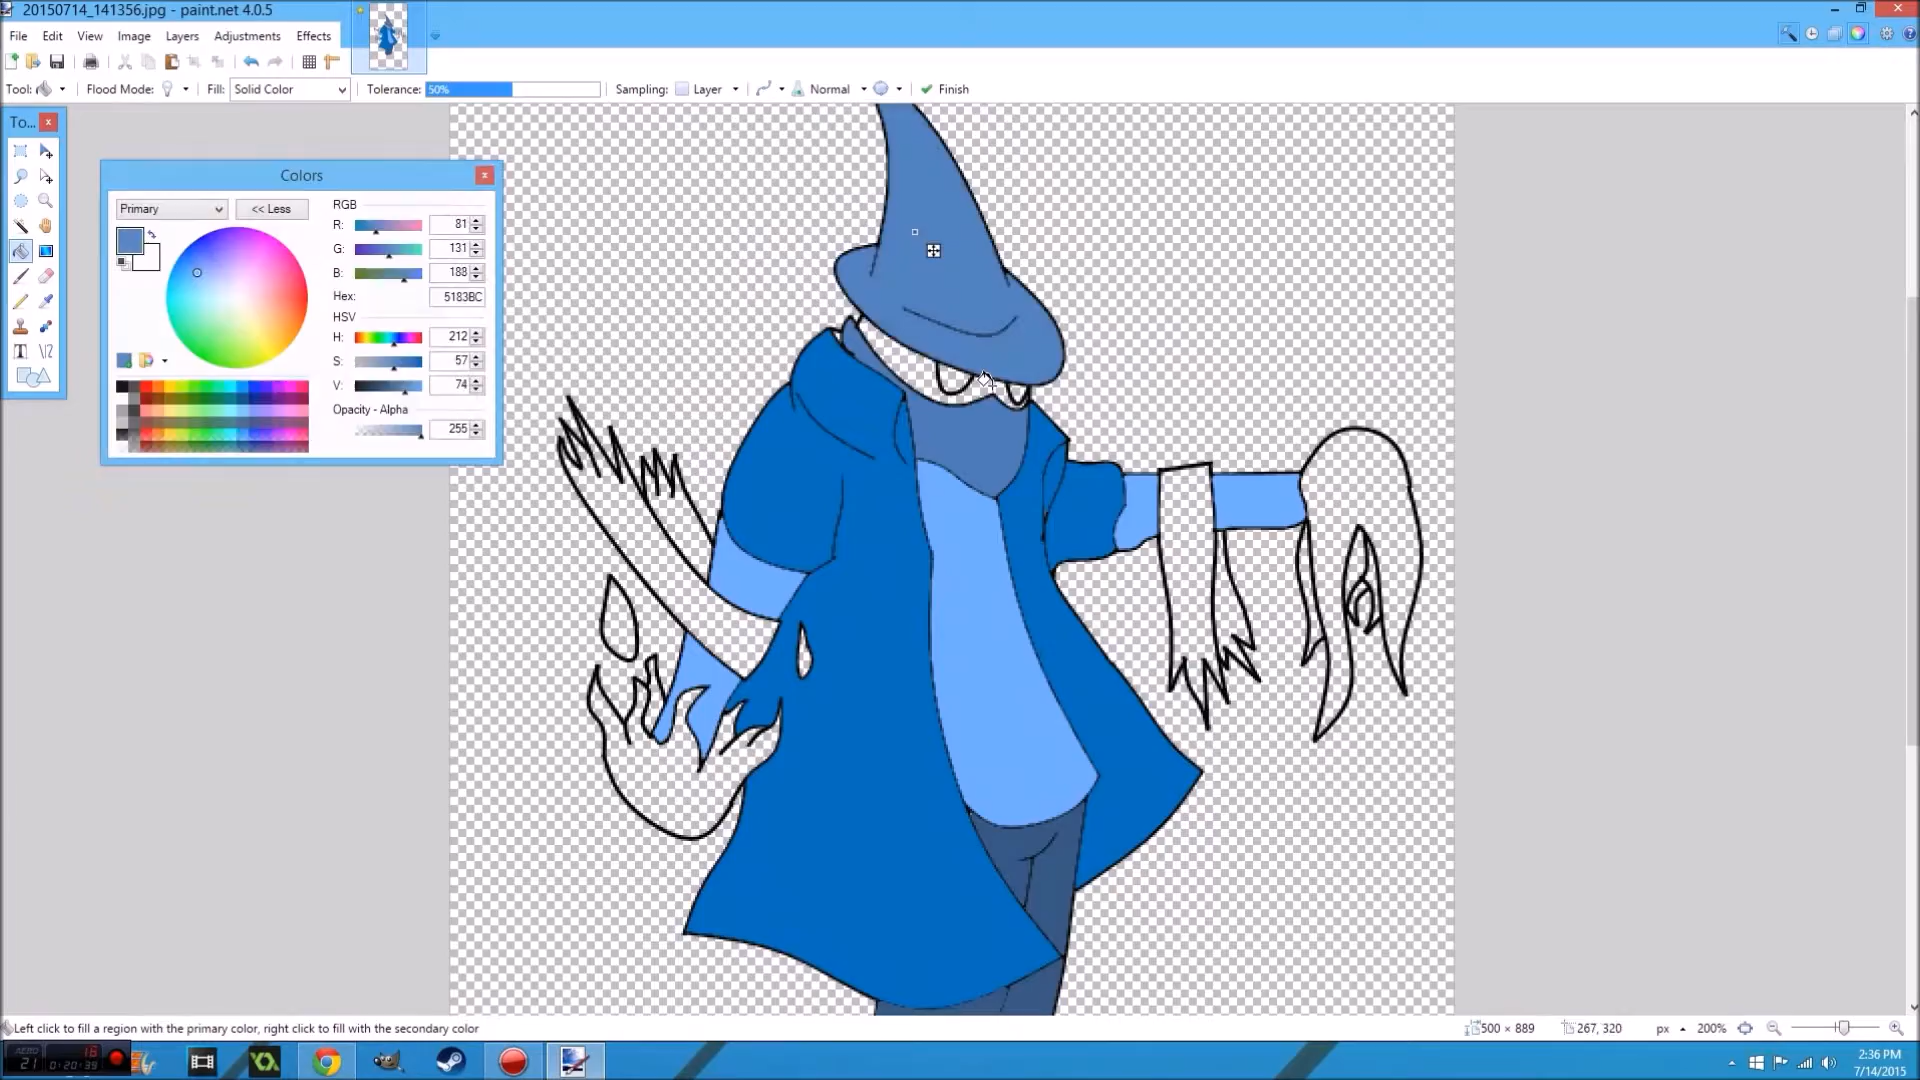 20150714_141356.jpg - paint.net 4.0.5
File Edit View Image Layers Adjustments Effects
Tool: Flood Mode: Fill: Solid Color Tolerance: 50% Sampling: Layer Normal Finish
To...
Colors
Primary << Less
RGB
R: 81
G: 131
B: 188
Hex: 5183BC
HSV
H: 212
S: 57
V: 74
Opacity - Alpha
255
Left click to fill a region with the primary color, right click to fill with the secondary color
500 × 889 267, 320 px 200%
2:36 PM
7/14/2015